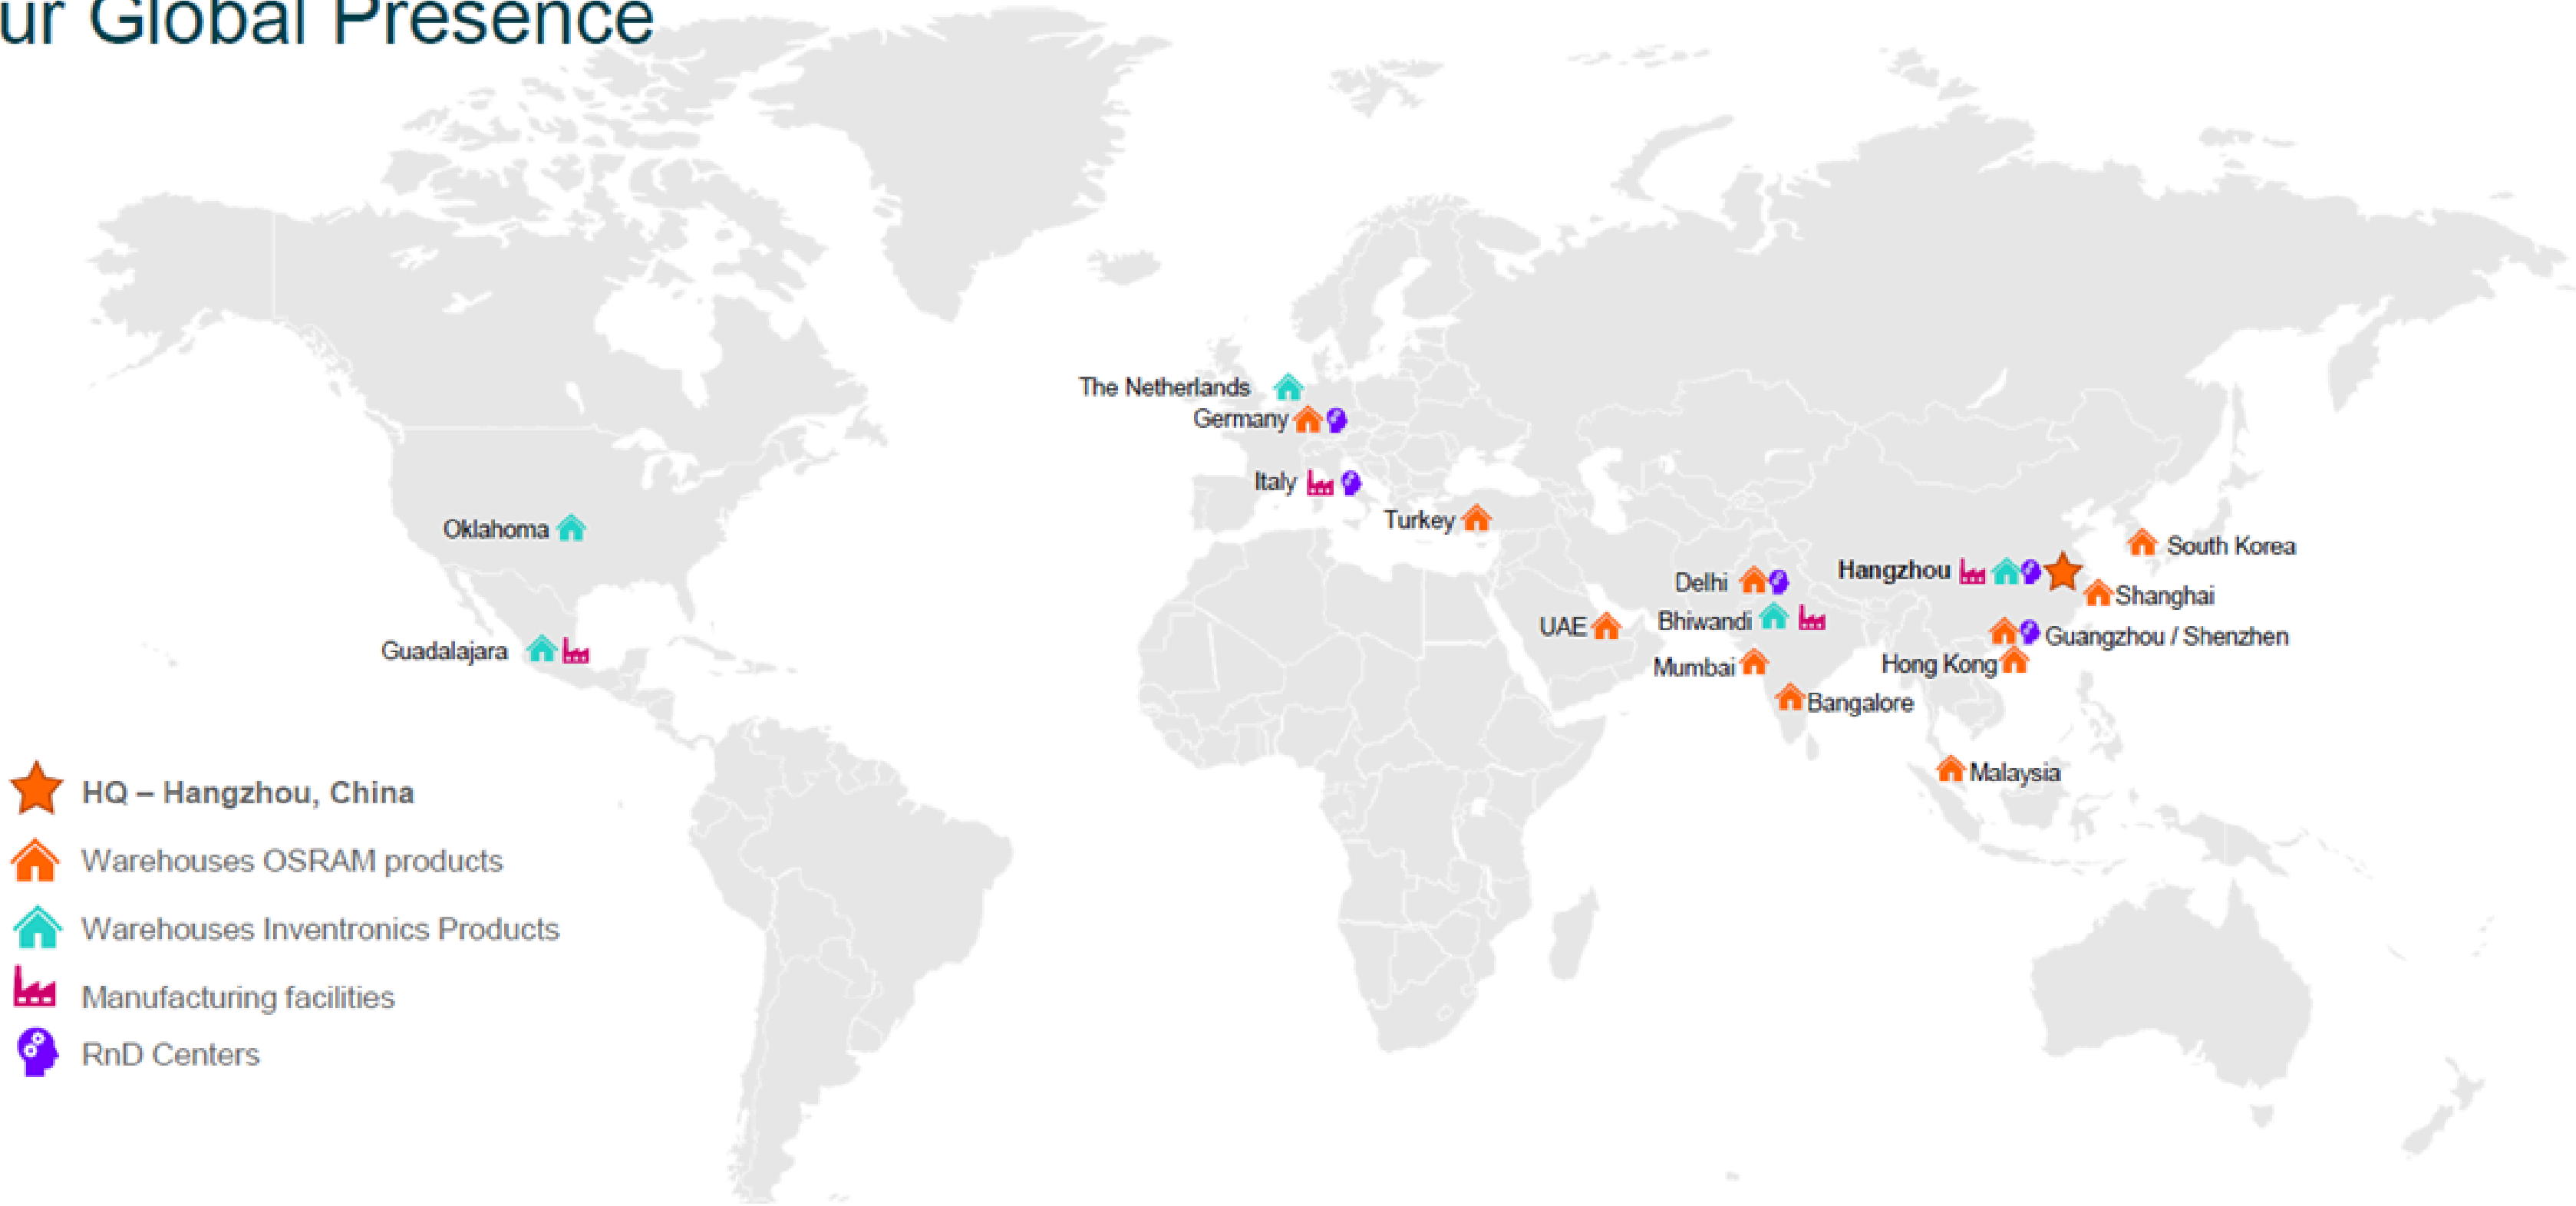 ur Global Presence
The Netherlands
Germany
Italy
Turkey
Oklahoma
Guadalajara
South Korea
Hangzhou
Shanghai
Delhi
Bhiwandi
UAE
Guangzhou / Shenzhen
Mumbai
Hong Kong
Bangalore
Malaysia
HQ – Hangzhou, China
Warehouses OSRAM products
Warehouses Inventronics Products
Manufacturing facilities
RnD Centers